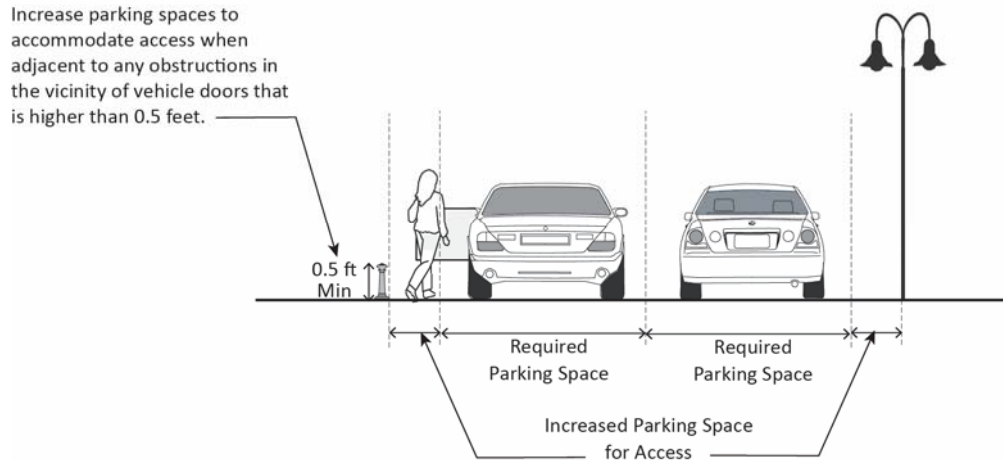 Increase parking spaces to
accommodate access when
adjacent to any obstructions in
the vicinity of vehicle doors that
is higher than 0.5 feet.
0.5 ft
Min
Required
Parking Space
Required
Parking Space
Increased Parking Space
for Access